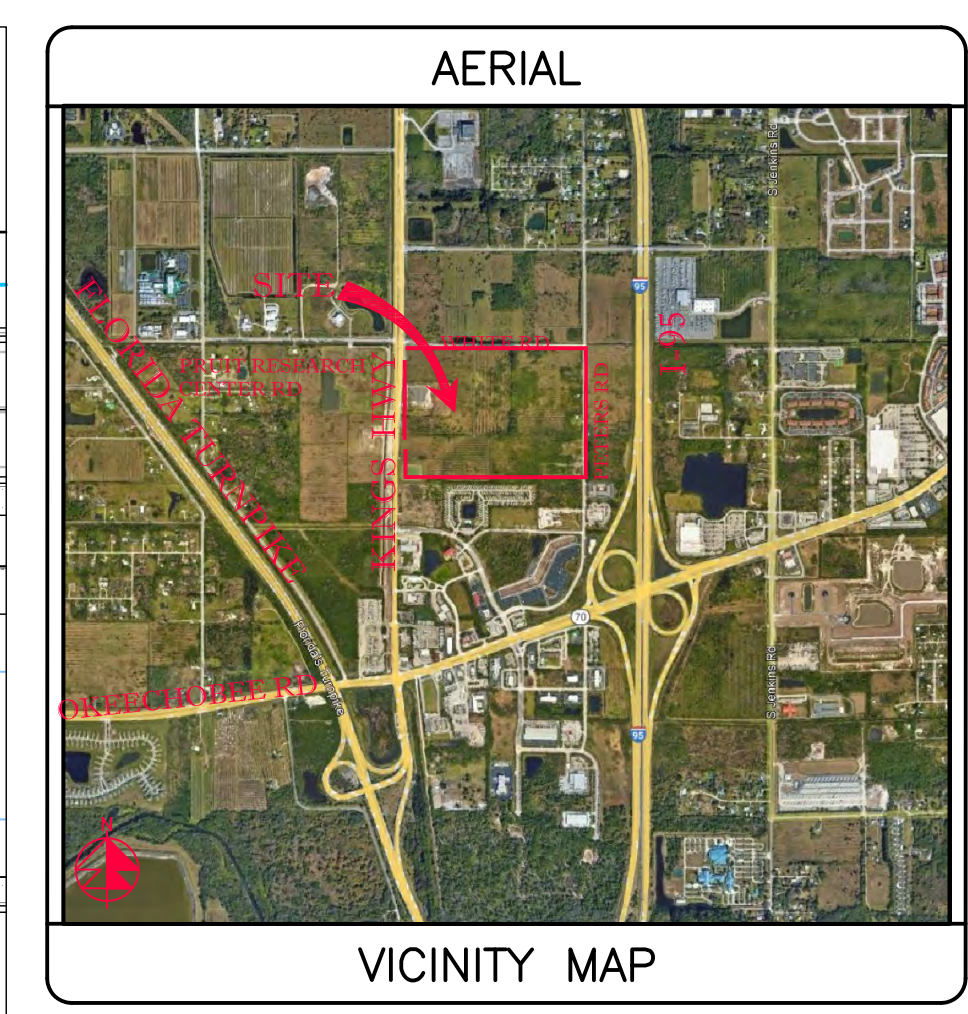 AERIAL
S Jenkins Rd
95
SITE
FLORIDA TURNPIKE
I-95
WHITE RD
PRUIT RESEARCH
CENTER RD
KINGS HWY
PETERS RD
70
Florida's Turnpike
OKEECHOBEE RD
S Jenkins Rd
95
N
VICINITY MAP